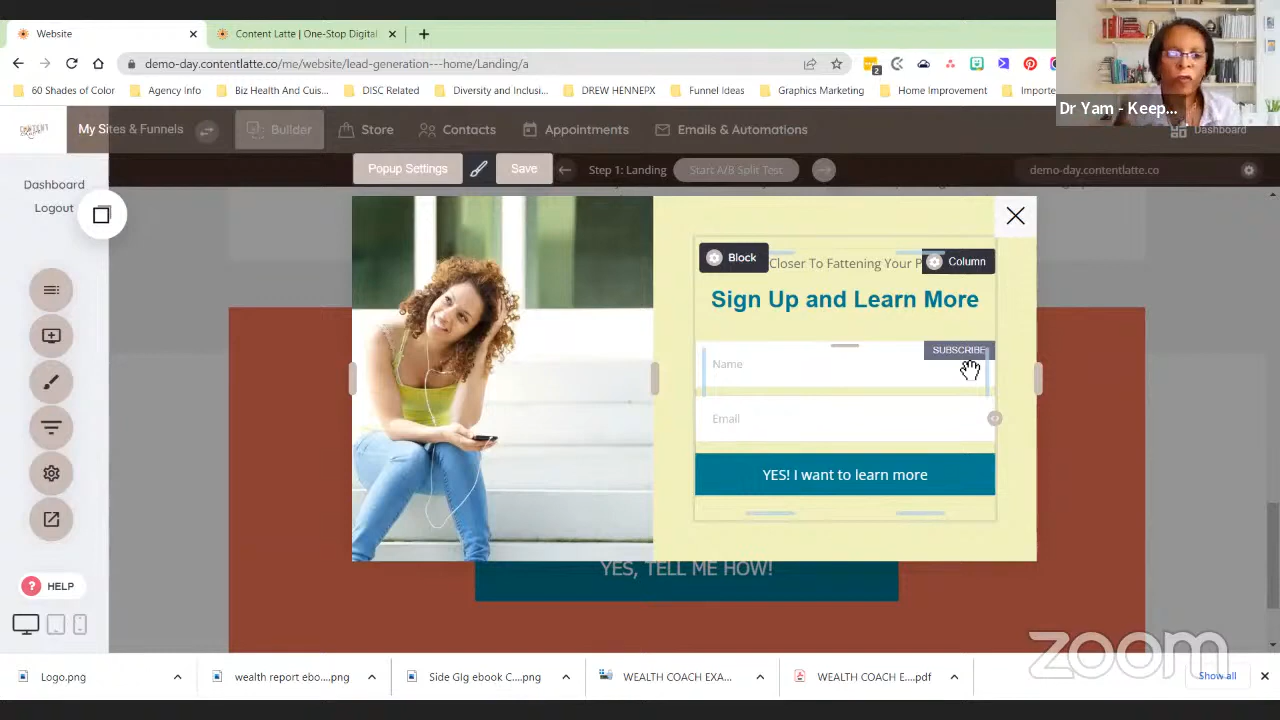 Website
Content Latte | One-Stop Digital
demo-day.contentlatte.co/me/website/lead-generation---home/Landing/a
2
60 Shades of Color
Agency Info
Biz Health And Cuis...
DISC Related
Diversity and Inclusi...
DREW HENNEPX
Funnel Ideas
Graphics Marketing
Home Improvement
Importe
Dr Yam - Keep...
CONTENT
My Sites & Funnels
Builder
Store
Contacts
Appointments
Emails & Automations
Dashboard
Popup Settings
Save
Step 1: Landing
Start A/B Split Test
demo-day.contentlatte.co
Dashboard
Logout
Block
Closer To Fattening Your P
Column
Sign Up and Learn More
SUBSCRIBE
Name
Email
YES! I want to learn more
YES, TELL ME HOW!
? HELP
zoom
Logo.png
wealth report ebo....png
Side GIg ebook C....png
WEALTH COACH EXA...
WEALTH COACH E....pdf
Show all